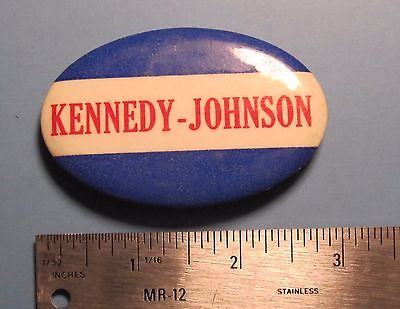 KENNEDY-JOHNSON
1/32 1 1/16 2 3
INCHES
MR-12 STAINLESS